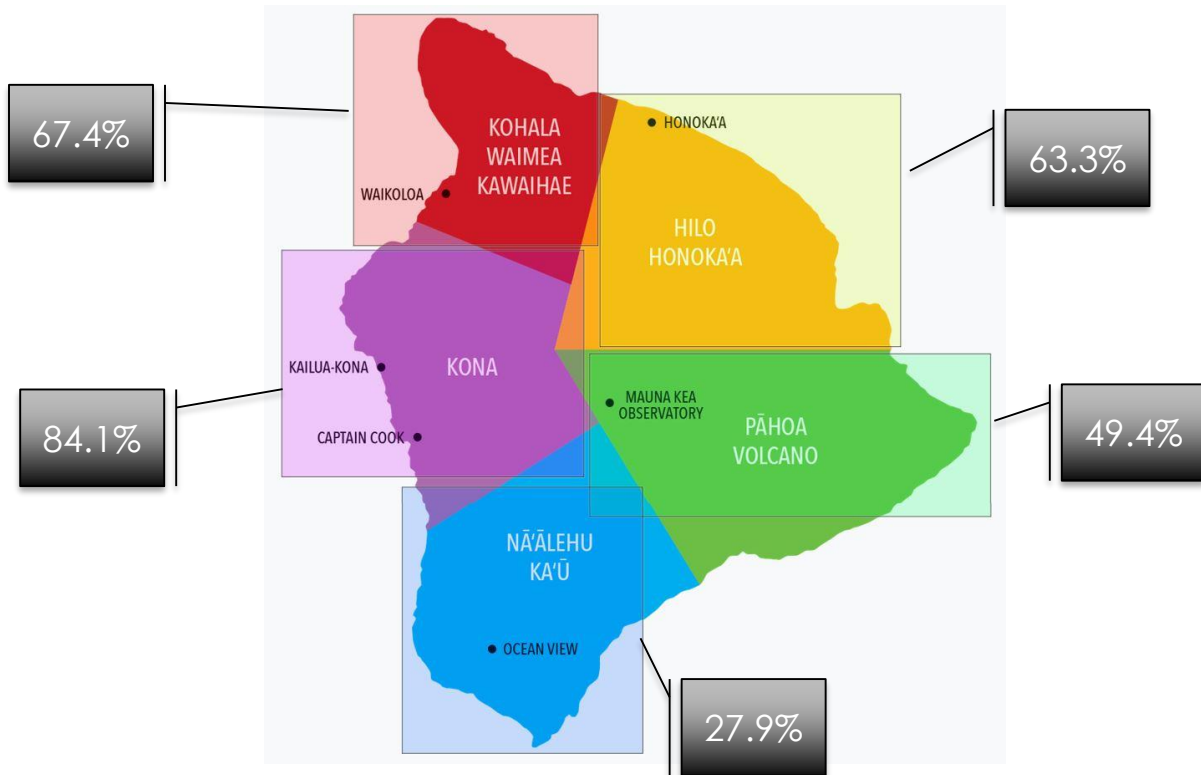 67.4%
KOHALA
WAIMEA
KAWAIHAE
WAIKOLOA
HONOKA'A
HILO
HONOKA'A
63.3%
84.1%
KAILUA-KONA
KONA
CAPTAIN COOK
MAUNA KEA
OBSERVATORY
PĀHOA
VOLCANO
49.4%
NĀ'ĀLEHU
KA'Ū
OCEAN VIEW
27.9%